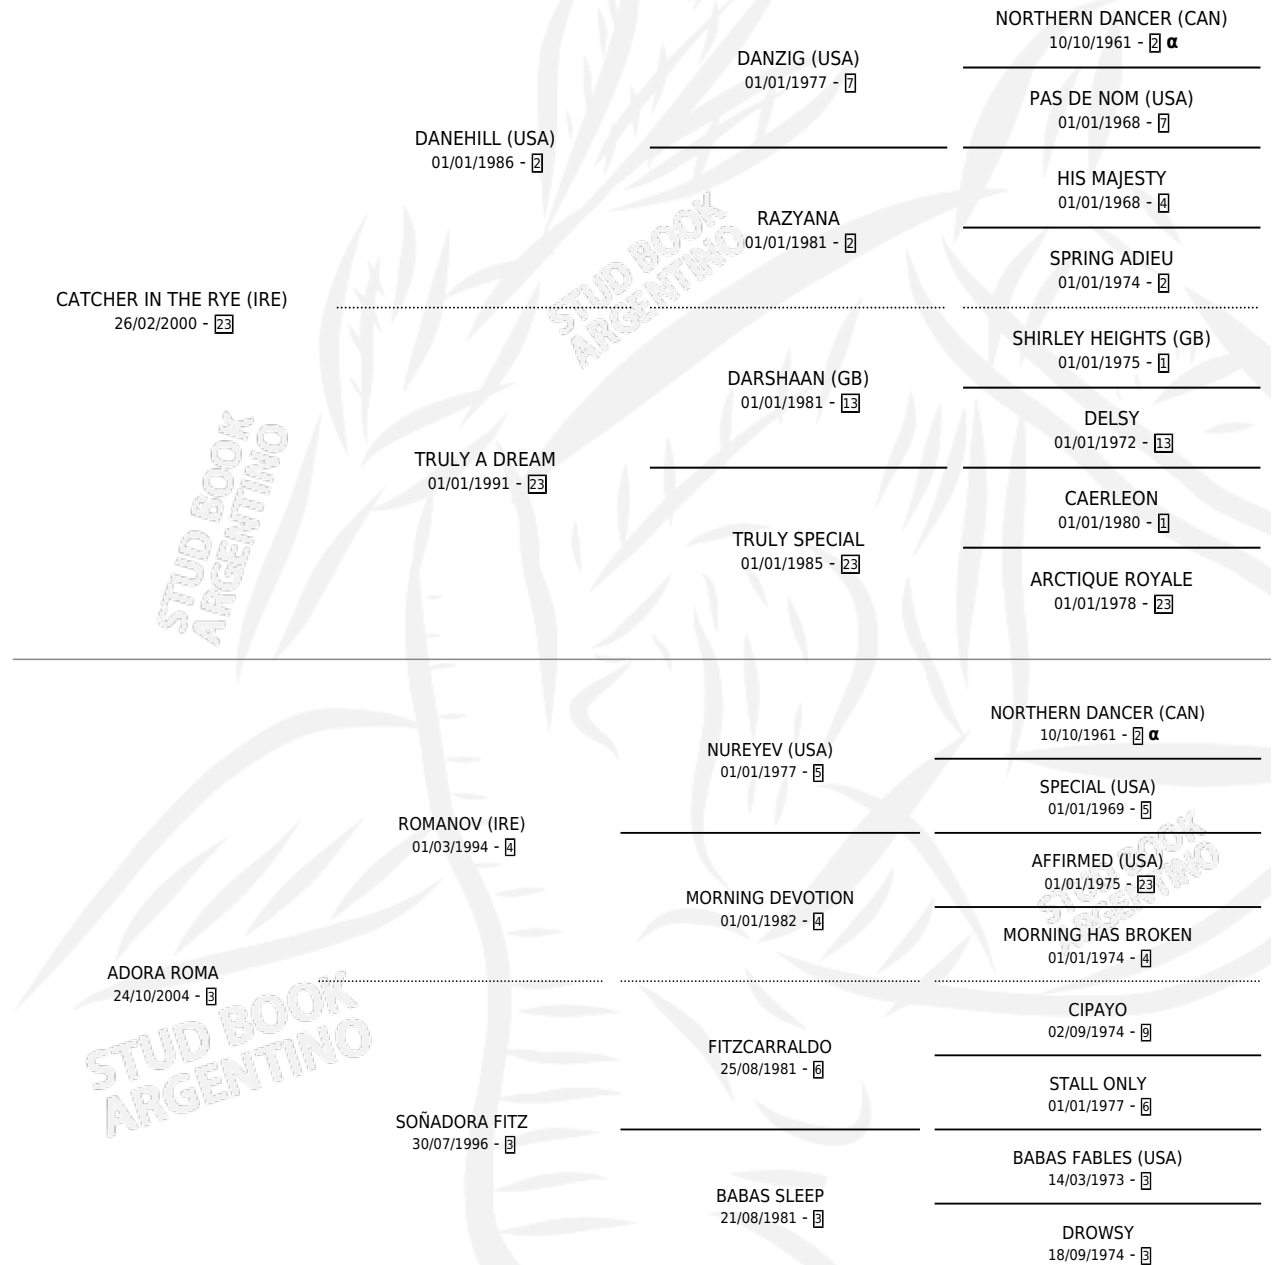 NORTHERN DANCER (CAN)
10/10/1961 - 2 α
DANZIG (USA)
01/01/1977 - 7
PAS DE NOM (USA)
01/01/1968 - 7
DANEHILL (USA)
01/01/1986 - 2
HIS MAJESTY
01/01/1968 - 4
RAZYANA
01/01/1981 - 2
SPRING ADIEU
01/01/1974 - 2
CATCHER IN THE RYE (IRE)
26/02/2000 - 23
SHIRLEY HEIGHTS (GB)
01/01/1975 - 1
DARSHAAN (GB)
01/01/1981 - 13
DELSY
01/01/1972 - 13
TRULY A DREAM
01/01/1991 - 23
CAERLEON
01/01/1980 - 1
TRULY SPECIAL
01/01/1985 - 23
ARCTIQUE ROYALE
01/01/1978 - 23
NORTHERN DANCER (CAN)
10/10/1961 - 2 α
NUREYEV (USA)
01/01/1977 - 5
SPECIAL (USA)
01/01/1969 - 5
ROMANOV (IRE)
01/03/1994 - 4
AFFIRMED (USA)
01/01/1975 - 23
MORNING DEVOTION
01/01/1982 - 4
MORNING HAS BROKEN
01/01/1974 - 4
ADORA ROMA
24/10/2004 - 3
CIPAYO
02/09/1974 - 9
FITZCARRALDO
25/08/1981 - 6
STALL ONLY
01/01/1977 - 6
SOÑADORA FITZ
30/07/1996 - 3
BABAS FABLES (USA)
14/03/1973 - 3
BABAS SLEEP
21/08/1981 - 3
DROWSY
18/09/1974 - 3
STUD BOOK
ARGENTINO
STUD BOOK
ARGENTINO
STUD BOOK
ARGENTINO
STUD BOOK
ARGENTINO